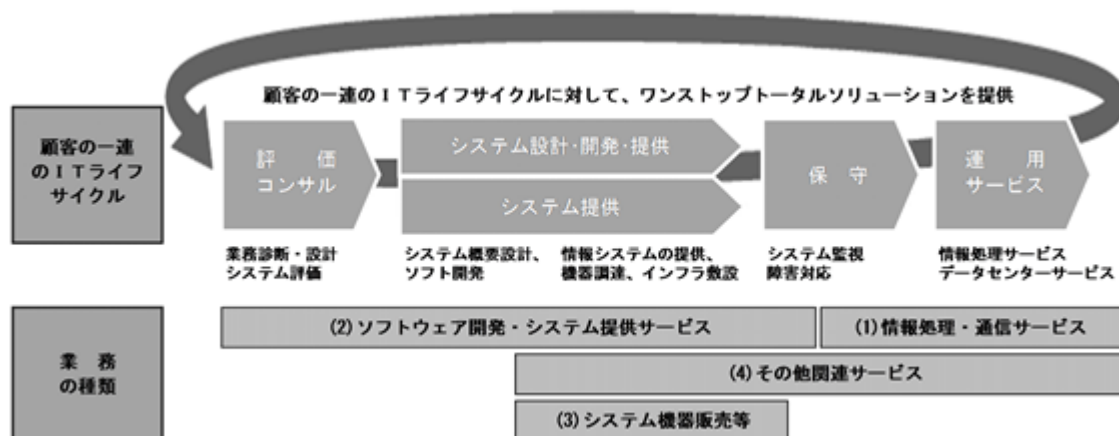 顧客の一連のITライフサイクルに対して、ワンストップトータルソリューションを提供
顧客の一連
のITライフ
サイクル
評　価
コンサル
システム設計・開発・提供
システム提供
保 守
運　用
サービス
業務診断・設計
システム評価
システム概要設計、
ソフト開発
情報システムの提供、
機器調達、インフラ敷設
システム監視
障害対応
情報処理サービス
データセンターサービス
業　務
の種類
(2)ソフトウェア開発・システム提供サービス
(1)情報処理・通信サービス
(4)その他関連サービス
(3)システム機器販売等